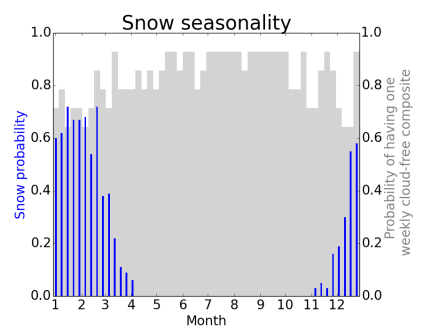 Snow seasonality
Snow probability
1.0
0.8
0.6
0.4
0.2
0.0
1 2 3 4 5 6 7 8 9 10 11 12
Month
1.0
0.8
0.6
0.4
0.2
0.0
Probability of having one
weekly cloud-free composite